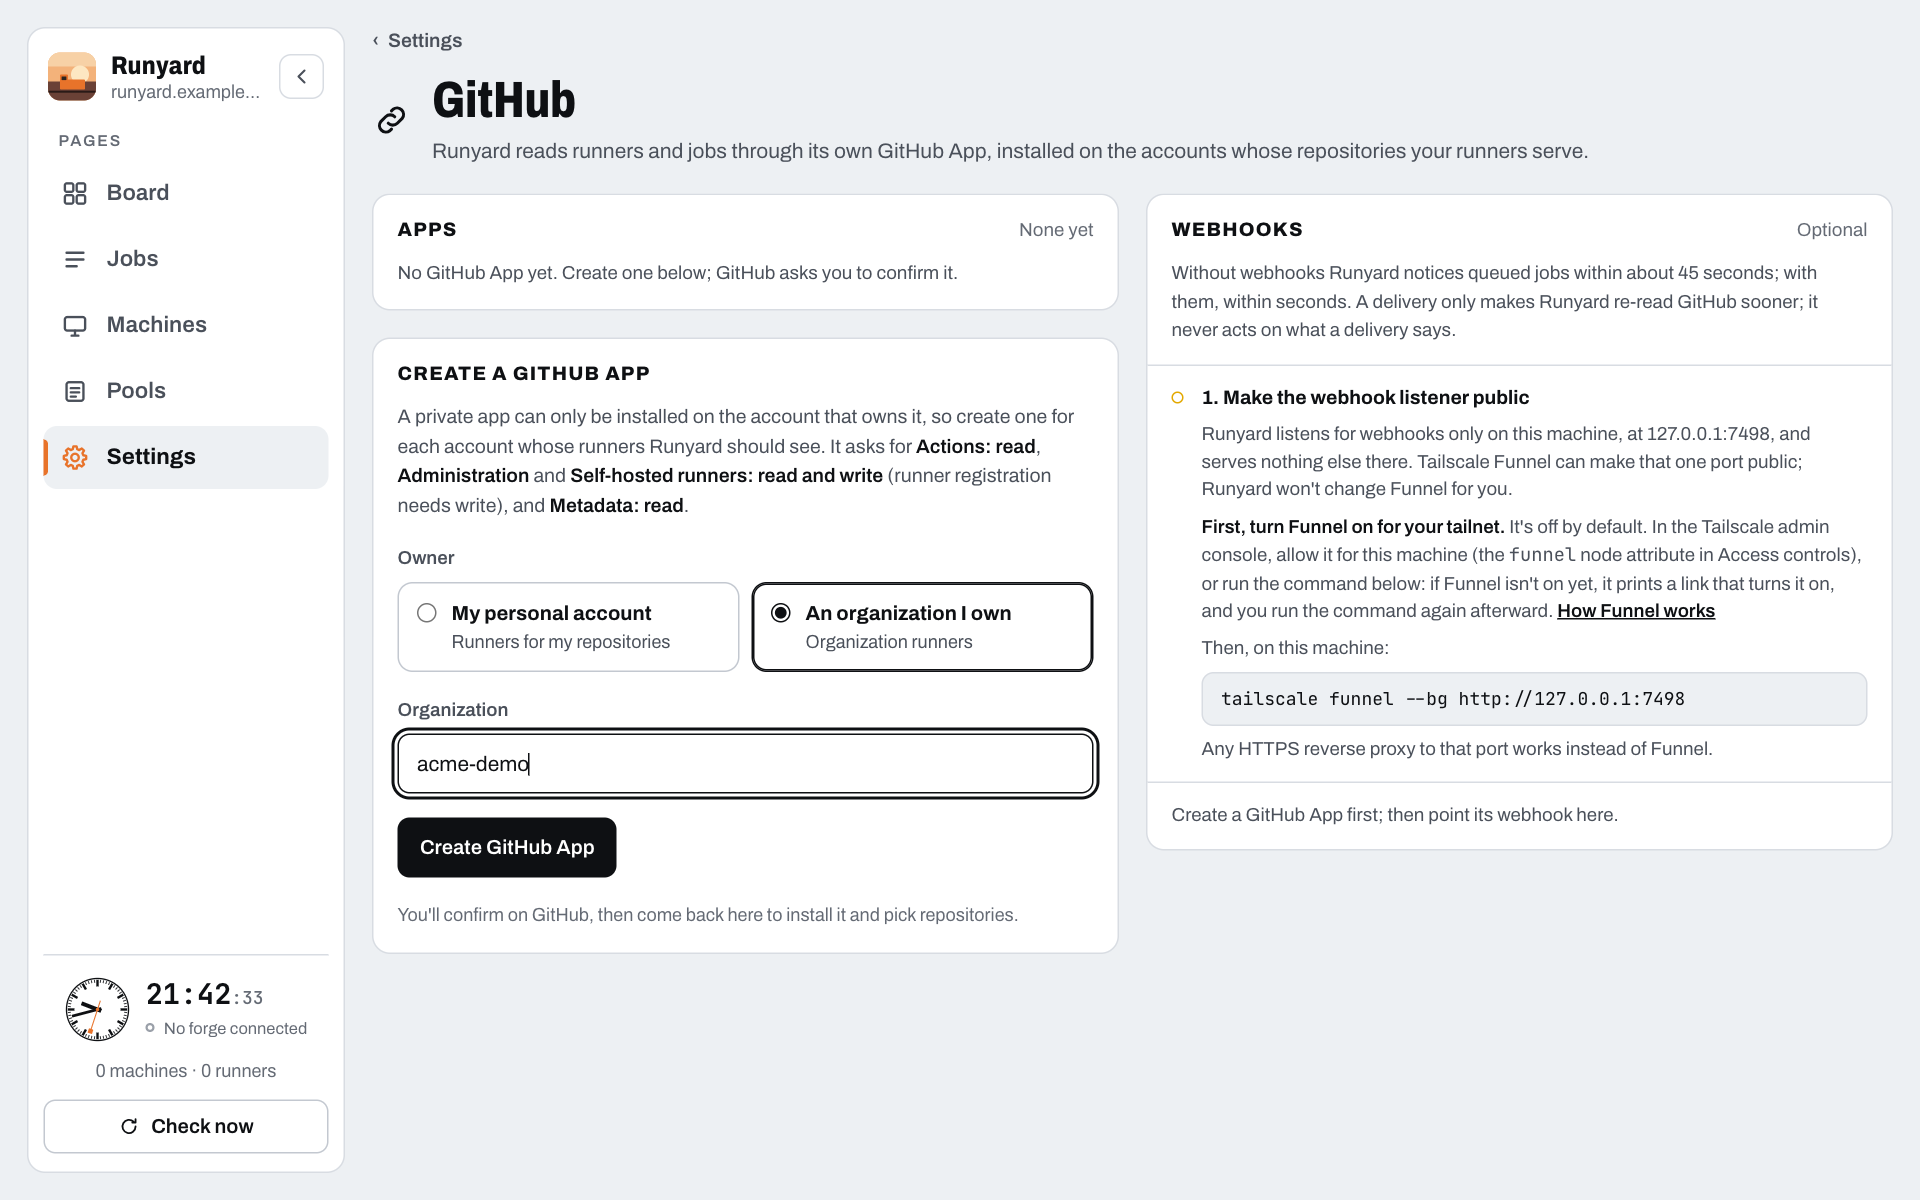 Runyard
runyard.example...
PAGES
Board
Jobs
Machines
Pools
Settings
21:42:33
No forge connected
0 machines · 0 runners
Check now
‹ Settings
GitHub
Runyard reads runners and jobs through its own GitHub App, installed on the accounts whose repositories your runners serve.
APPS
None yet
No GitHub App yet. Create one below; GitHub asks you to confirm it.
CREATE A GITHUB APP
A private app can only be installed on the account that owns it, so create one for
each account whose runners Runyard should see. It asks for Actions: read,
Administration and Self-hosted runners: read and write (runner registration
needs write), and Metadata: read.
Owner
My personal account
Runners for my repositories
An organization I own
Organization runners
Organization
acme-demo
Create GitHub App
You'll confirm on GitHub, then come back here to install it and pick repositories.
WEBHOOKS
Optional
Without webhooks Runyard notices queued jobs within about 45 seconds; with
them, within seconds. A delivery only makes Runyard re-read GitHub sooner; it
never acts on what a delivery says.
1. Make the webhook listener public
Runyard listens for webhooks only on this machine, at 127.0.0.1:7498, and
serves nothing else there. Tailscale Funnel can make that one port public;
Runyard won't change Funnel for you.
First, turn Funnel on for your tailnet. It's off by default. In the Tailscale admin
console, allow it for this machine (the funnel node attribute in Access controls),
or run the command below: if Funnel isn't on yet, it prints a link that turns it on,
and you run the command again afterward. How Funnel works
Then, on this machine:
tailscale funnel --bg http://127.0.0.1:7498
Any HTTPS reverse proxy to that port works instead of Funnel.
Create a GitHub App first; then point its webhook here.